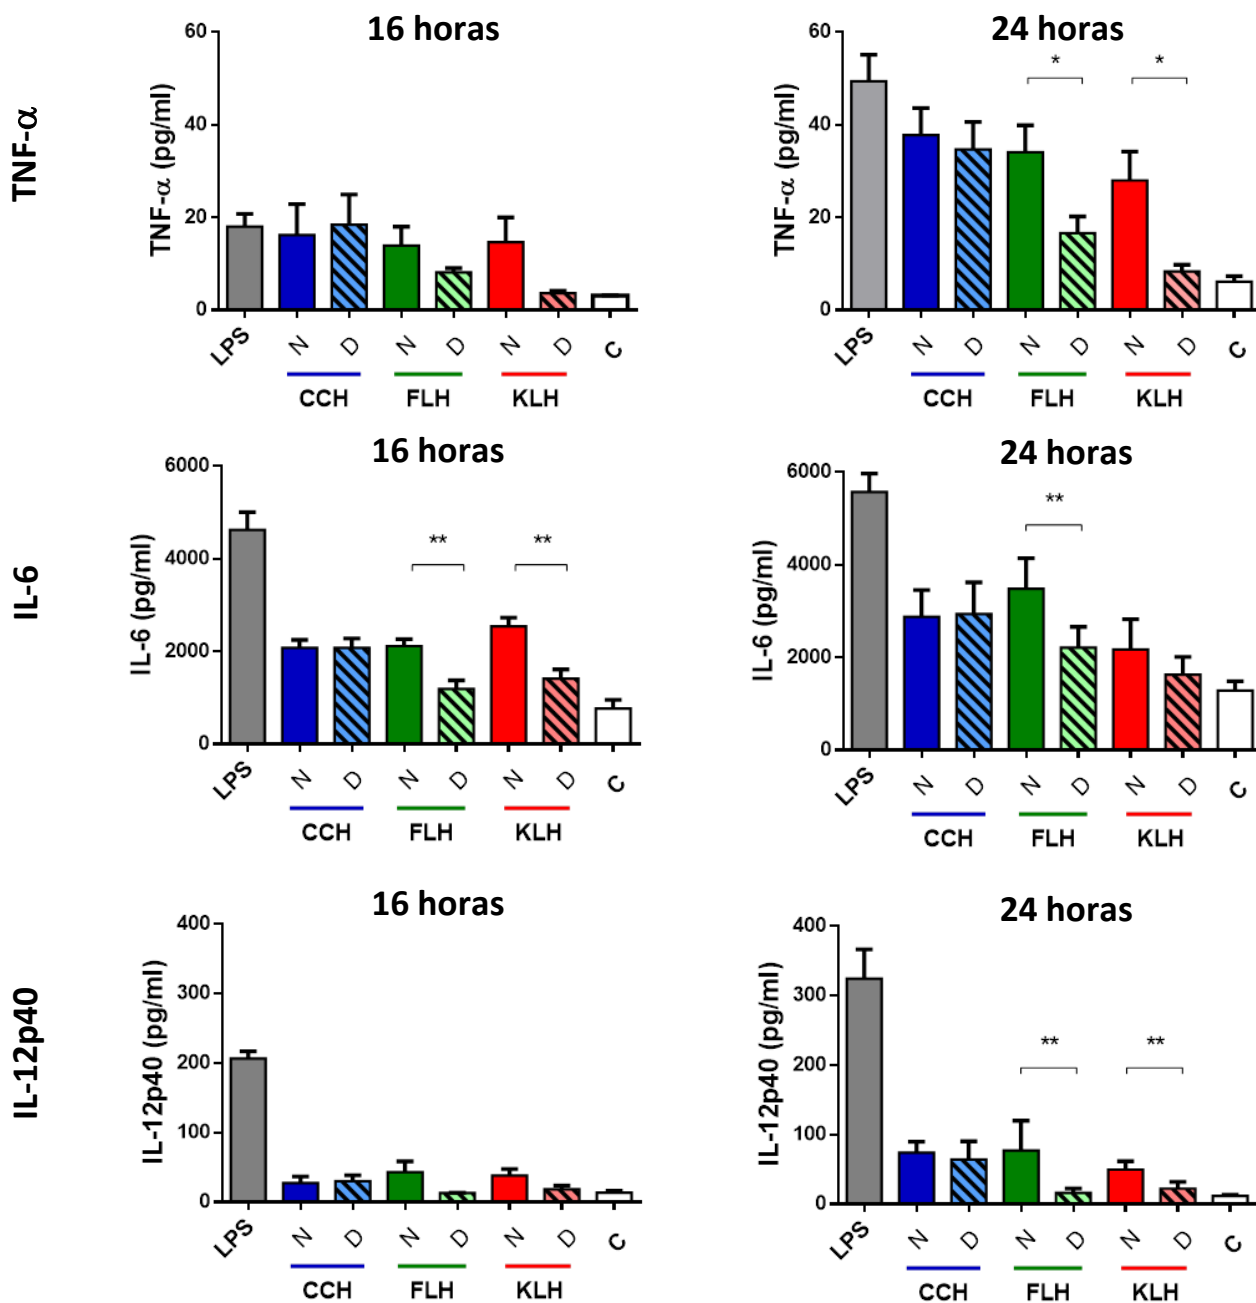 16 horas
TNF-α
TNF-α (pg/ml)
60
40
20
0
LPS N D N D N D C
CCH FLH KLH
24 horas
TNF-α (pg/ml)
60
40
20
0
* *
LPS N D N D N D C
CCH FLH KLH
16 horas
IL-6
IL-6 (pg/ml)
6000
4000
2000
0
** **
LPS N D N D N D C
CCH FLH KLH
24 horas
IL-6 (pg/ml)
6000
4000
2000
0
**
LPS N D N D N D C
CCH FLH KLH
16 horas
IL-12p40
IL-12p40 (pg/ml)
400
300
200
100
0
LPS N D N D N D C
CCH FLH KLH
24 horas
IL-12p40 (pg/ml)
400
300
200
100
0
** **
LPS N D N D N D C
CCH FLH KLH